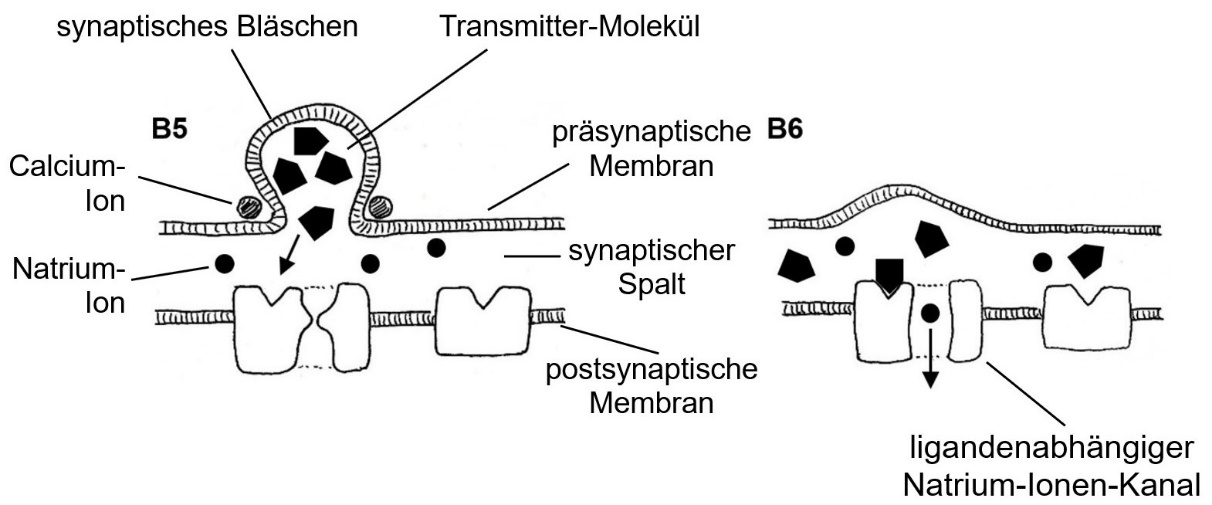 synaptisches Bläschen
Transmitter-Molekül
B5
präsynaptische
Membran
B6
Calcium-
Ion
Natrium-
Ion
synaptischer
Spalt
postsynaptische
Membran
ligandenabhängiger
Natrium-Ionen-Kanal